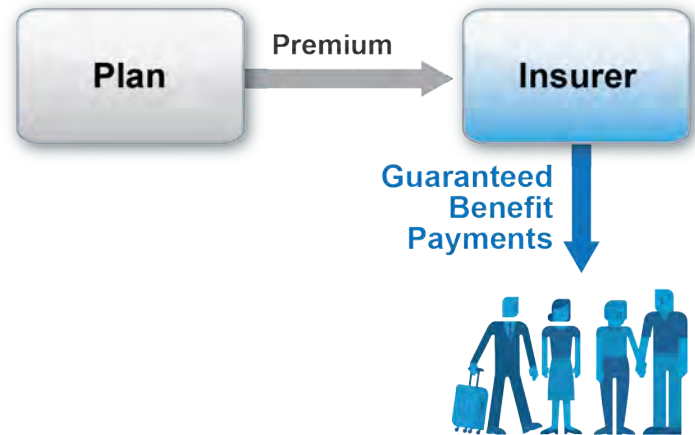 Premium
Plan
Insurer
Guaranteed
Benefit
Payments